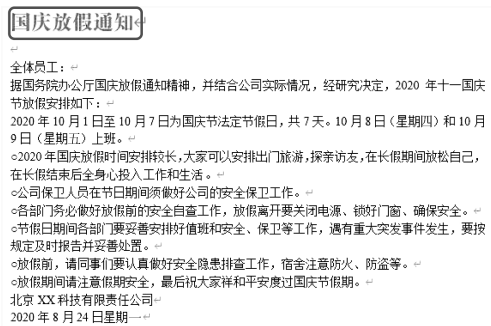 国庆放假通知
全体员工：
据国务院办公厅国庆放假通知精神，并结合公司实际情况，经研究决定，2020 年十一国庆
节放假安排如下：
2020 年 10 月 1 日至 10 月 7 日为国庆节法定节假日，共 7 天。10 月 8 日（星期四）和 10 月
9 日（星期五）上班。
○2020 年国庆放假时间安排较长，大家可以安排出门旅游，探亲访友，在长假期间放松自己，
在长假结束后全身心投入工作和生活。
○公司保卫人员在节日期间须做好公司的安全保卫工作。
○各部门务必做好放假前的安全自查工作，放假离开要关闭电源、锁好门窗、确保安全。
○节假日期间各部门要妥善安排好值班和安全、保卫等工作，遇有重大突发事件发生，要按
规定及时报告并妥善处置。
○放假前，请同事们要认真做好安全隐患排查工作，宿舍注意防火、防盗等。
○放假期间请注意假期安全，最后祝大家祥和平安度过国庆节假期。
北京 XX 科技有限责任公司
2020 年 8 月 24 日星期一